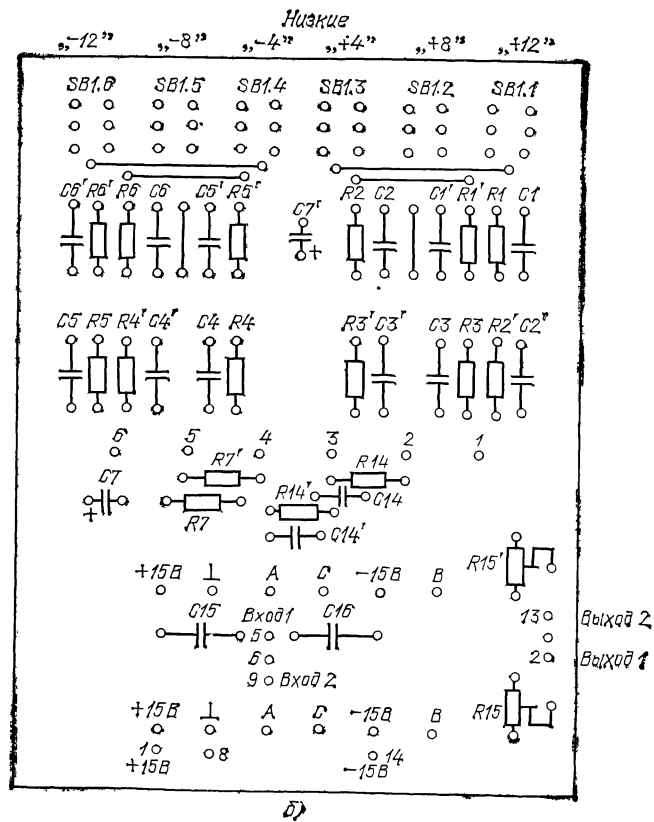 Низкие
„−12” „−8” „−4” „+4” „+8” „+12”
SB1.6 SB1.5 SB1.4 SB1.3 SB1.2 SB1.1
C6' R6' R6 C6 C5' R5' C7' R2 C2 C1' R1' R1 C1
+
C5 R5 R4' C4' C4 R4 R3' C3' C3 R3 R2' C2'
6 5 4 3 2 1
C7 R7' R14
+ R7 R14' C14
C14'
R15'
+15В ⊥ A C −15В B
C15 Вход1 C16 13 Выход 2
5
6 2 Выход 1
9 Вход 2
+15В ⊥ A C −15В B R15
1 8 14
+15В −15В
б)